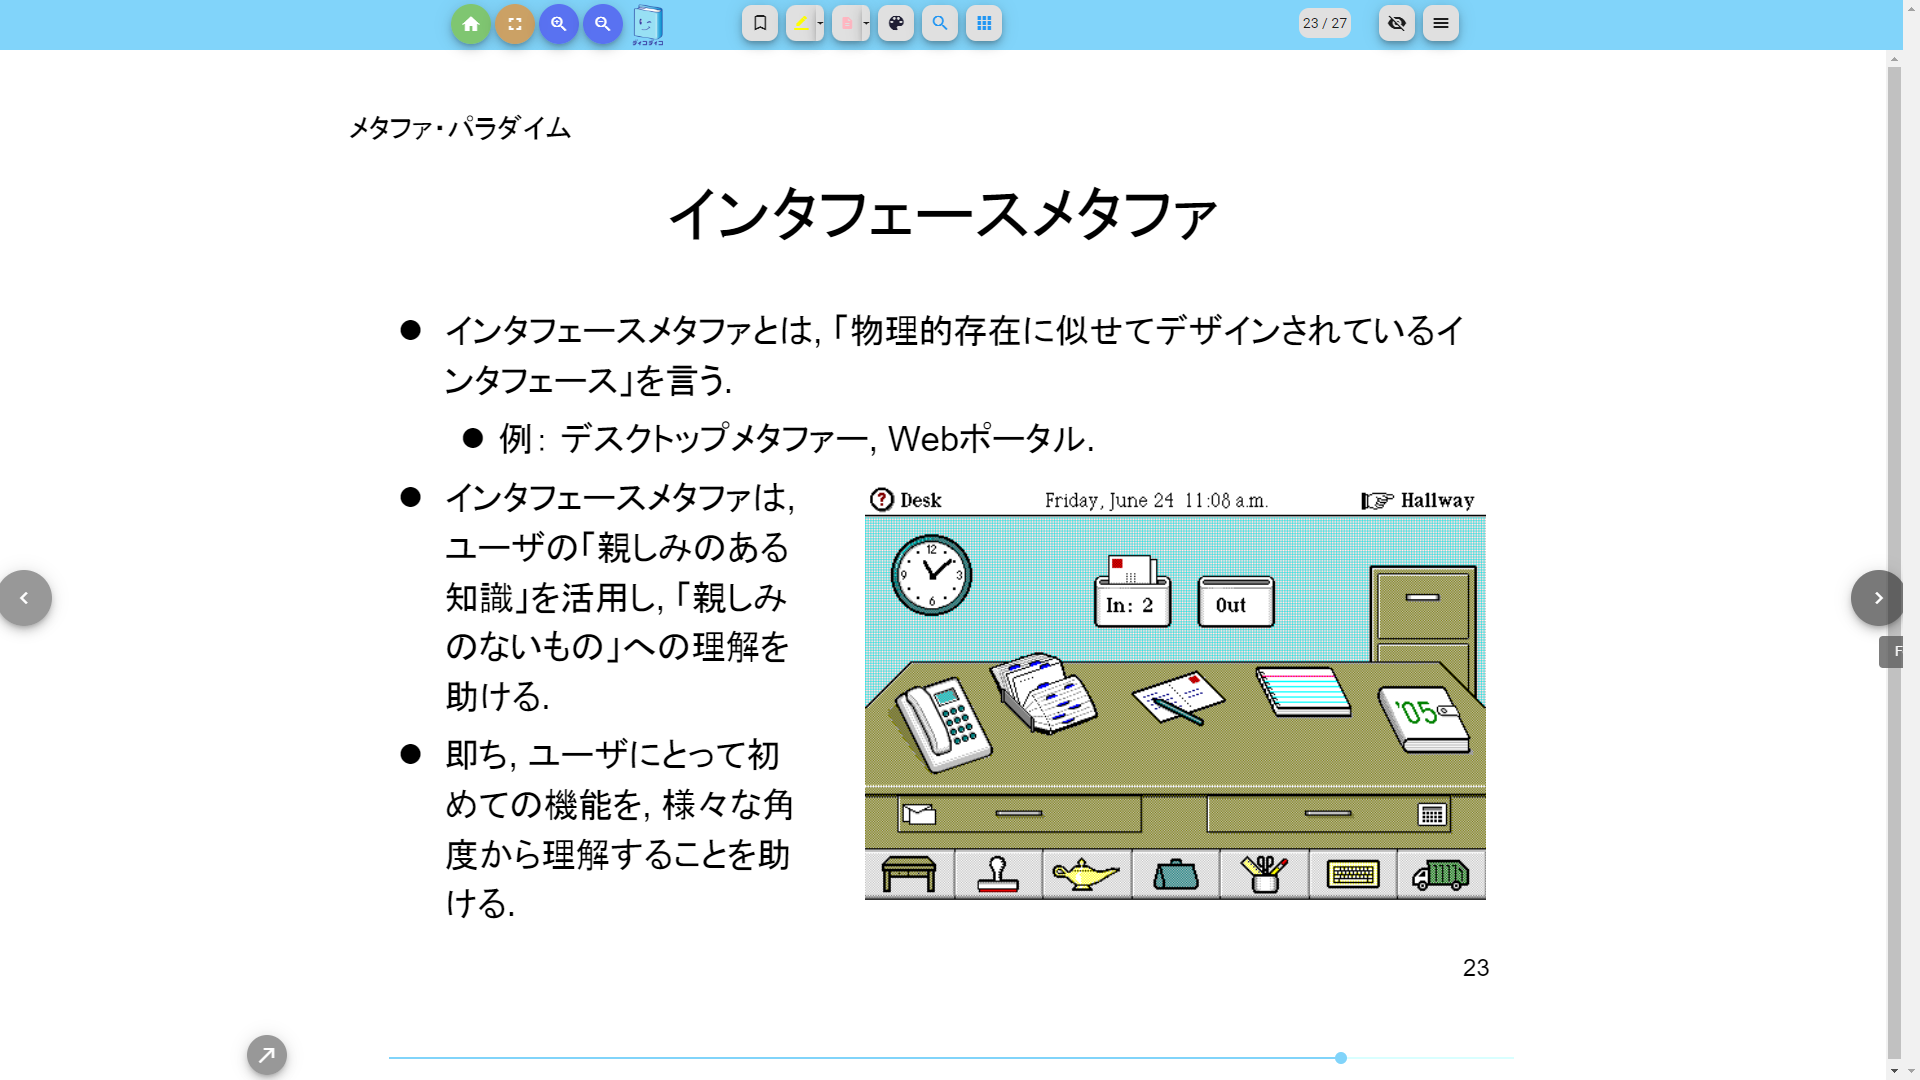 ダイコダイコ
23 / 27
メタファ・パラダイム
インタフェースメタファ
● インタフェースメタファとは, 「物理的存在に似せてデザインされているイ
ンタフェース」を言う.
● 例: デスクトップメタファー, Webポータル.
● インタフェースメタファは,
ユーザの「親しみのある
知識」を活用し, 「親しみ
のないもの」への理解を
助ける.
● 即ち, ユーザにとって初
めての機能を, 様々な角
度から理解することを助
ける.
? Desk Friday, June 24 11:08 a.m. Hallway
12
9 3
6
In: 2 Out
'05
23
F